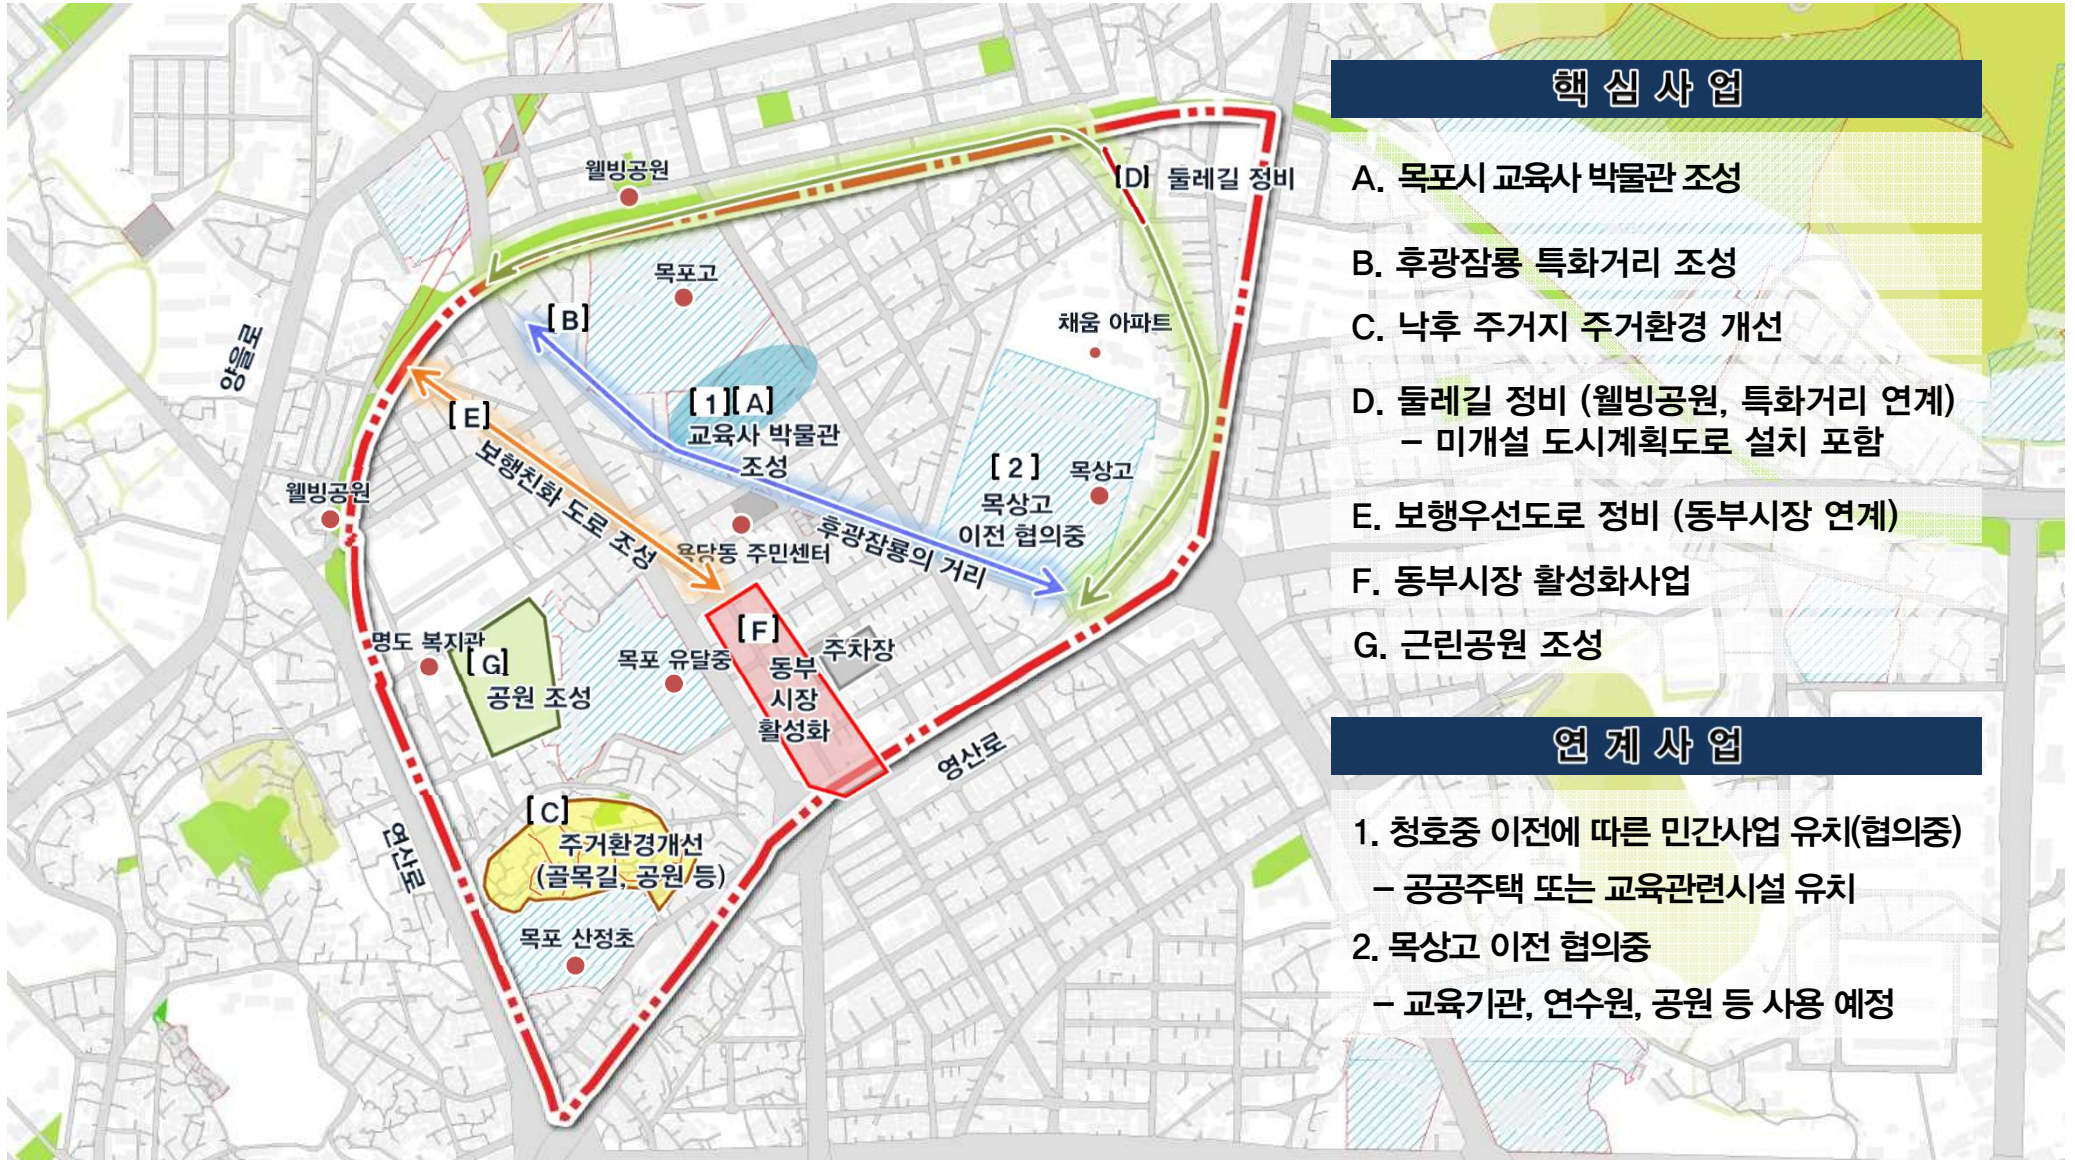 핵심사업
A. 목포시 교육사 박물관 조성
B. 후광잠룡 특화거리 조성
C. 낙후 주거지 주거환경 개선
D. 둘레길 정비 (웰빙공원, 특화거리 연계)
– 미개설 도시계획도로 설치 포함
E. 보행우선도로 정비 (동부시장 연계)
F. 동부시장 활성화사업
G. 근린공원 조성
연계사업
1. 청호중 이전에 따른 민간사업 유치(협의중)
– 공공주택 또는 교육관련시설 유치
2. 목상고 이전 협의중
– 교육기관, 연수원, 공원 등 사용 예정
웰빙공원
[D] 둘레길 정비
목포고
[B]
채움 아파트
양을로
[1][A]
교육사 박물관
조성
[E]
보행친화 도로 조성
[2]
목상고
이전 협의중
목상고
웰빙공원
후광잠룡의 거리
용당동 주민센터
[F]
동부
시장
활성화
주차장
명도 복지관
[G]
공원 조성
목포 유달중
영산로
[C]
주거환경개선
(골목길, 공원 등)
연산로
목포 산정초